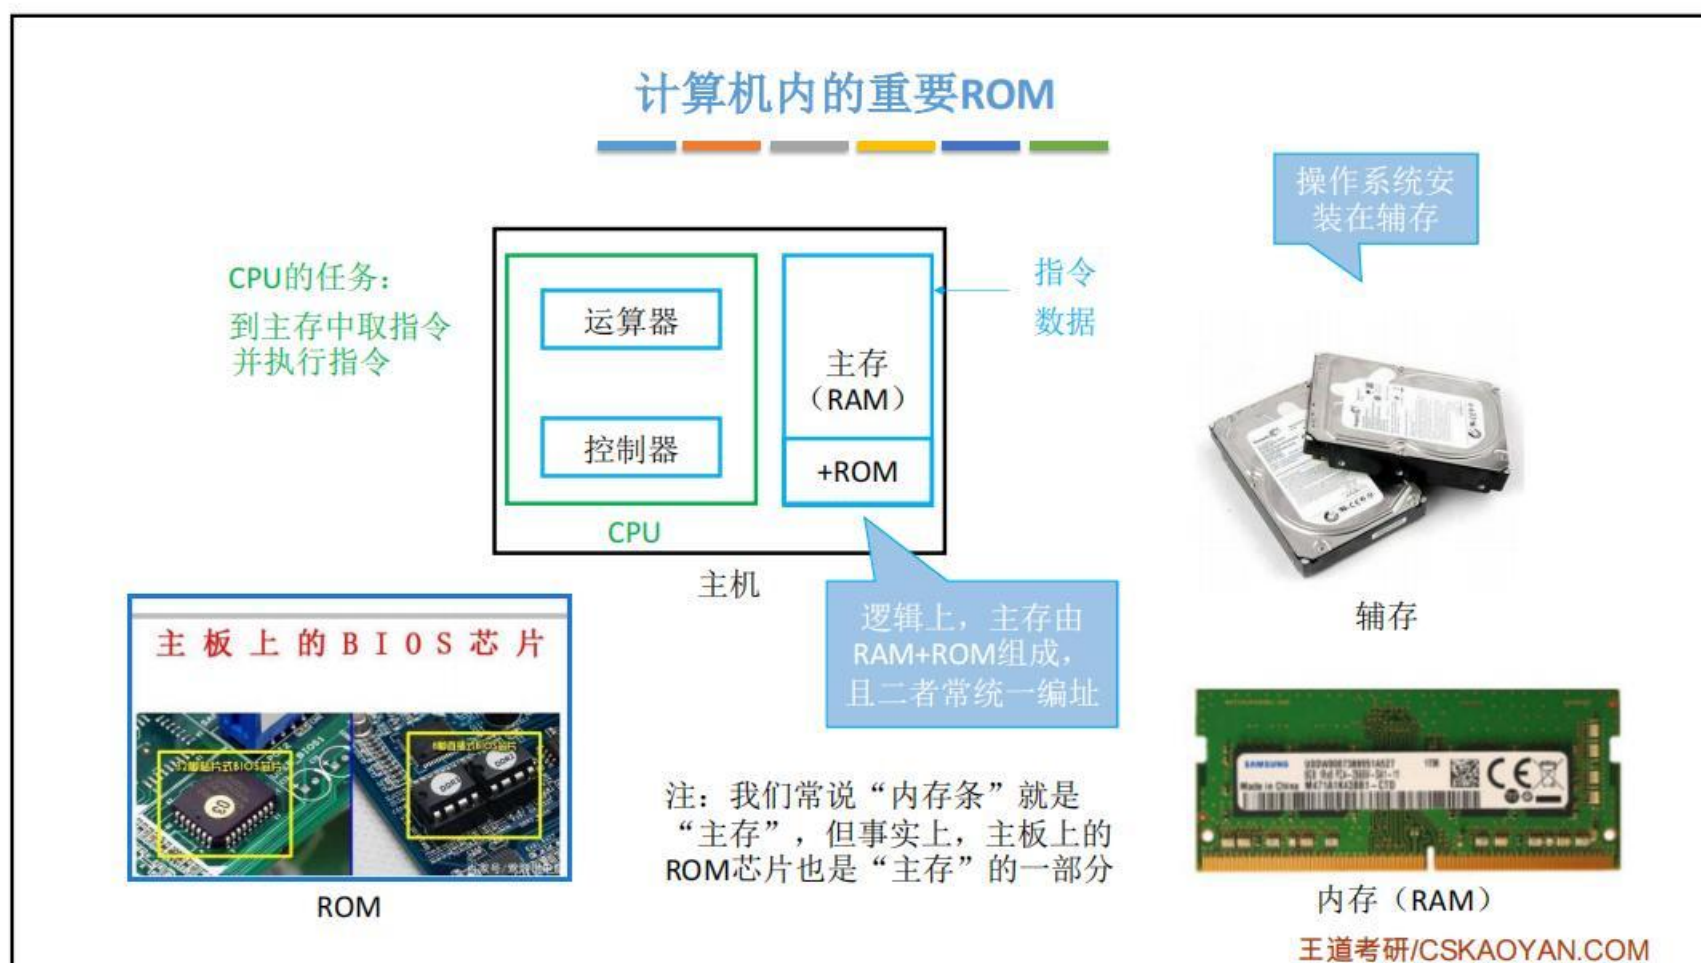 计算机内的重要ROM
操作系统安
装在辅存
CPU的任务：
到主存中取指令
并执行指令
运算器
控制器
CPU
主存
（RAM）
+ROM
指令
数据
主机
逻辑上，主存由
RAM+ROM组成，
且二者常统一编址
辅存
主板上的BIOS芯片
ROM
注：我们常说“内存条”就是
“主存”，但事实上，主板上的
ROM芯片也是“主存”的一部分
SAMSUNG
Made in China
内存（RAM）
王道考研/CSKAOYAN.COM